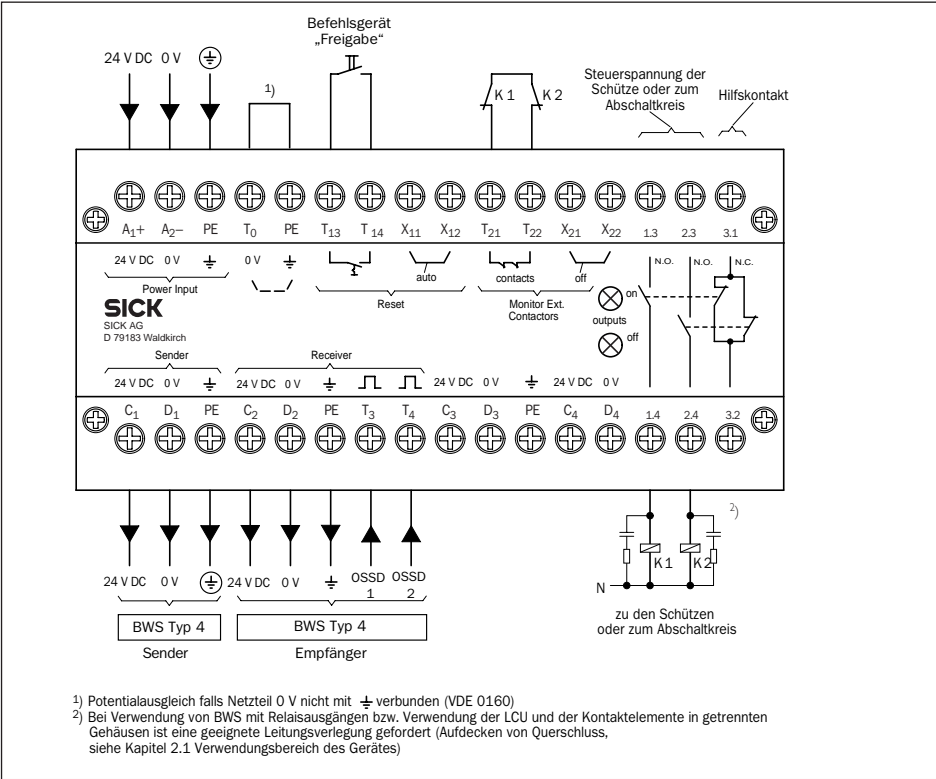 Befehlsgerät
„Freigabe“
24 V DC 0 V
1)
K 1 K 2
Steuerspannung der
Schütze oder zum
Abschaltkreis
Hilfskontakt
A1+ A2– PE T0 PE T13 T 14 X11 X12 T21 T22 X21 X22 1.3 2.3 3.1
24 V DC 0 V 0 V auto contacts off N.O. N.O. N.C.
Power Input Reset Monitor Ext.
Contactors
on
outputs
off
SICK
SICK AG
D 79183 Waldkirch
Sender Receiver
24 V DC 0 V 24 V DC 0 V 24 V DC 0 V 24 V DC 0 V
C1 D1 PE C2 D2 PE T3 T4 C3 D3 PE C4 D4 1.4 2.4 3.2
2)
K1 K2
N
24 V DC 0 V 24 V DC 0 V OSSD OSSD
1 2
BWS Typ 4 BWS Typ 4
Sender Empfänger
zu den Schützen
oder zum Abschaltkreis
1) Potentialausgleich falls Netzteil 0 V nicht mit ⏚ verbunden (VDE 0160)
2) Bei Verwendung von BWS mit Relaisausgängen bzw. Verwendung der LCU und der Kontaktelemente in getrennten
Gehäusen ist eine geeignete Leitungsverlegung gefordert (Aufdecken von Querschluss,
siehe Kapitel 2.1 Verwendungsbereich des Gerätes)